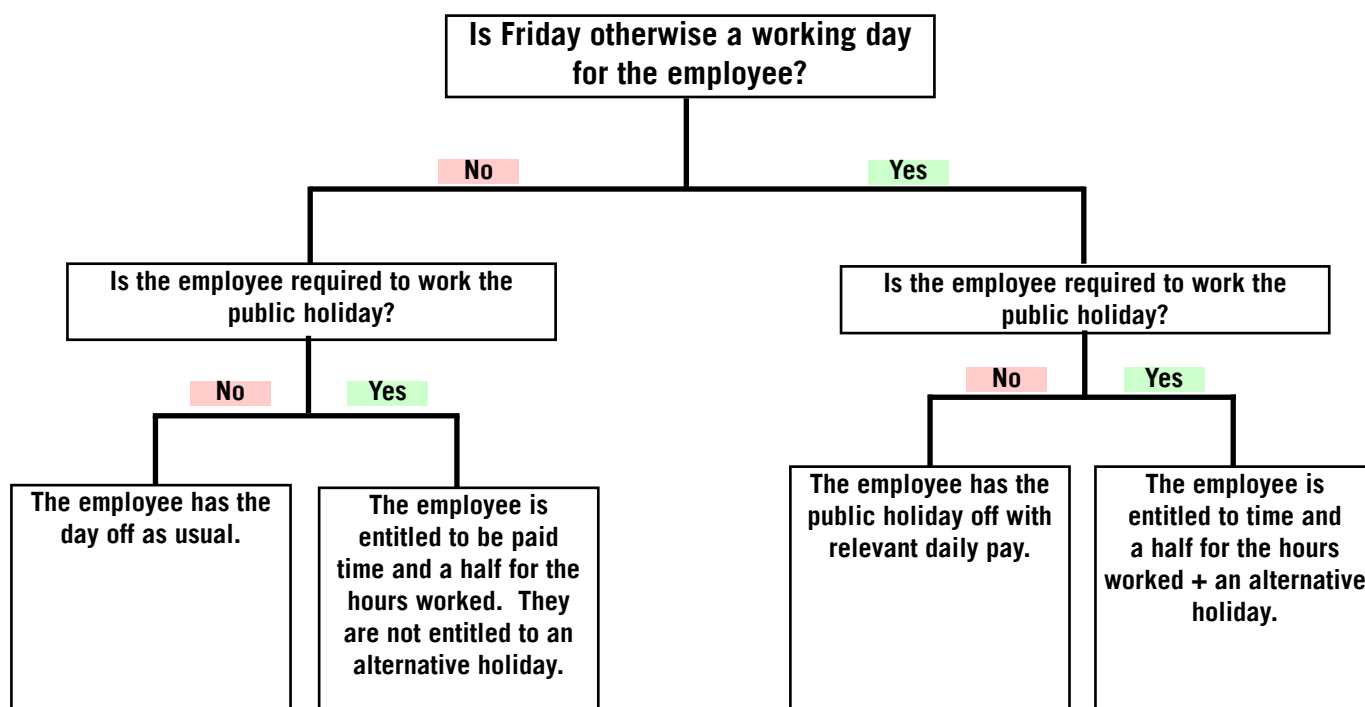 Is Friday otherwise a working day
for the employee?
No
Yes
Is the employee required to work the
public holiday?
Is the employee required to work the
public holiday?
No
Yes
No
Yes
The employee has the
day off as usual.
The employee is
entitled to be paid
time and a half for the
hours worked.  They
are not entitled to an
alternative holiday.
The employee has the
public holiday off with
relevant daily pay.
The employee is
entitled to time and
a half for the hours
worked + an alternative
holiday.